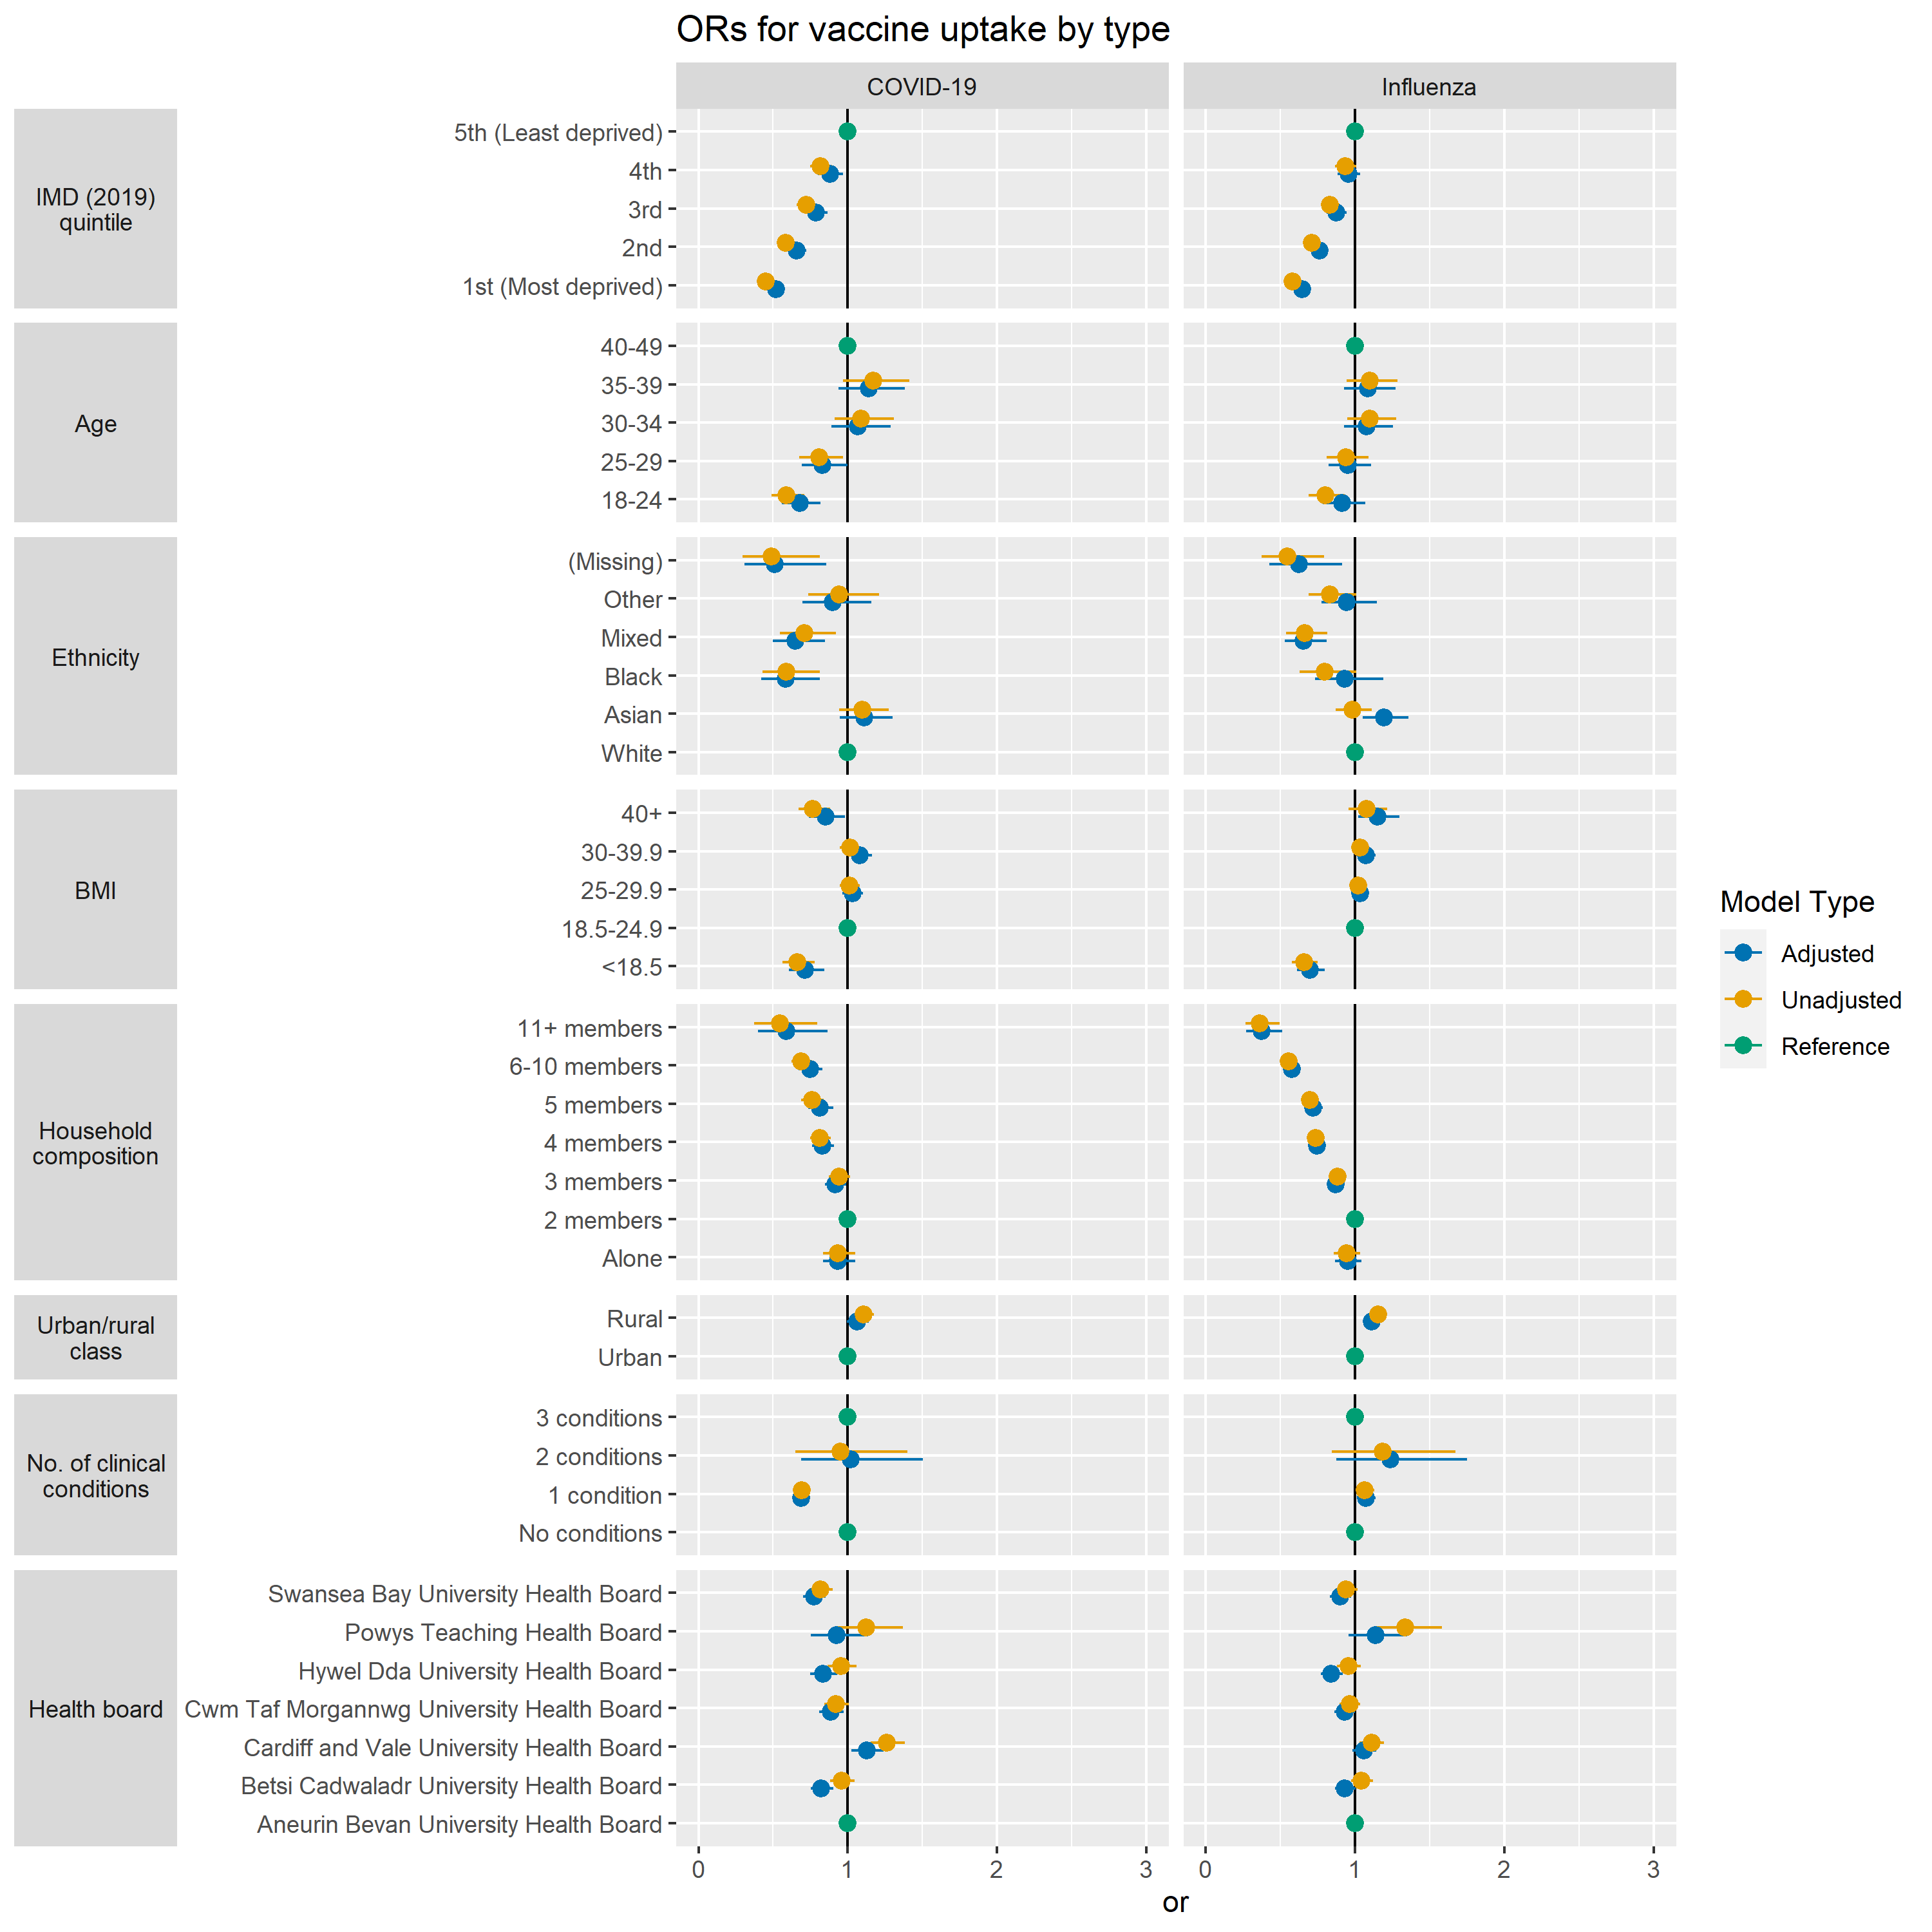 ORs for vaccine uptake by type
COVID-19
Influenza
IMD (2019)
quintile
5th (Least deprived)
4th
3rd
2nd
1st (Most deprived)
Age
40-49
35-39
30-34
25-29
18-24
Ethnicity
(Missing)
Other
Mixed
Black
Asian
White
BMI
40+
30-39.9
25-29.9
18.5-24.9
<18.5
Household
composition
11+ members
6-10 members
5 members
4 members
3 members
2 members
Alone
Urban/rural
class
Rural
Urban
No. of clinical
conditions
3 conditions
2 conditions
1 condition
No conditions
Health board
Swansea Bay University Health Board
Powys Teaching Health Board
Hywel Dda University Health Board
Cwm Taf Morgannwg University Health Board
Cardiff and Vale University Health Board
Betsi Cadwaladr University Health Board
Aneurin Bevan University Health Board
0 1 2 3
0 1 2 3
or
Model Type
Adjusted
Unadjusted
Reference